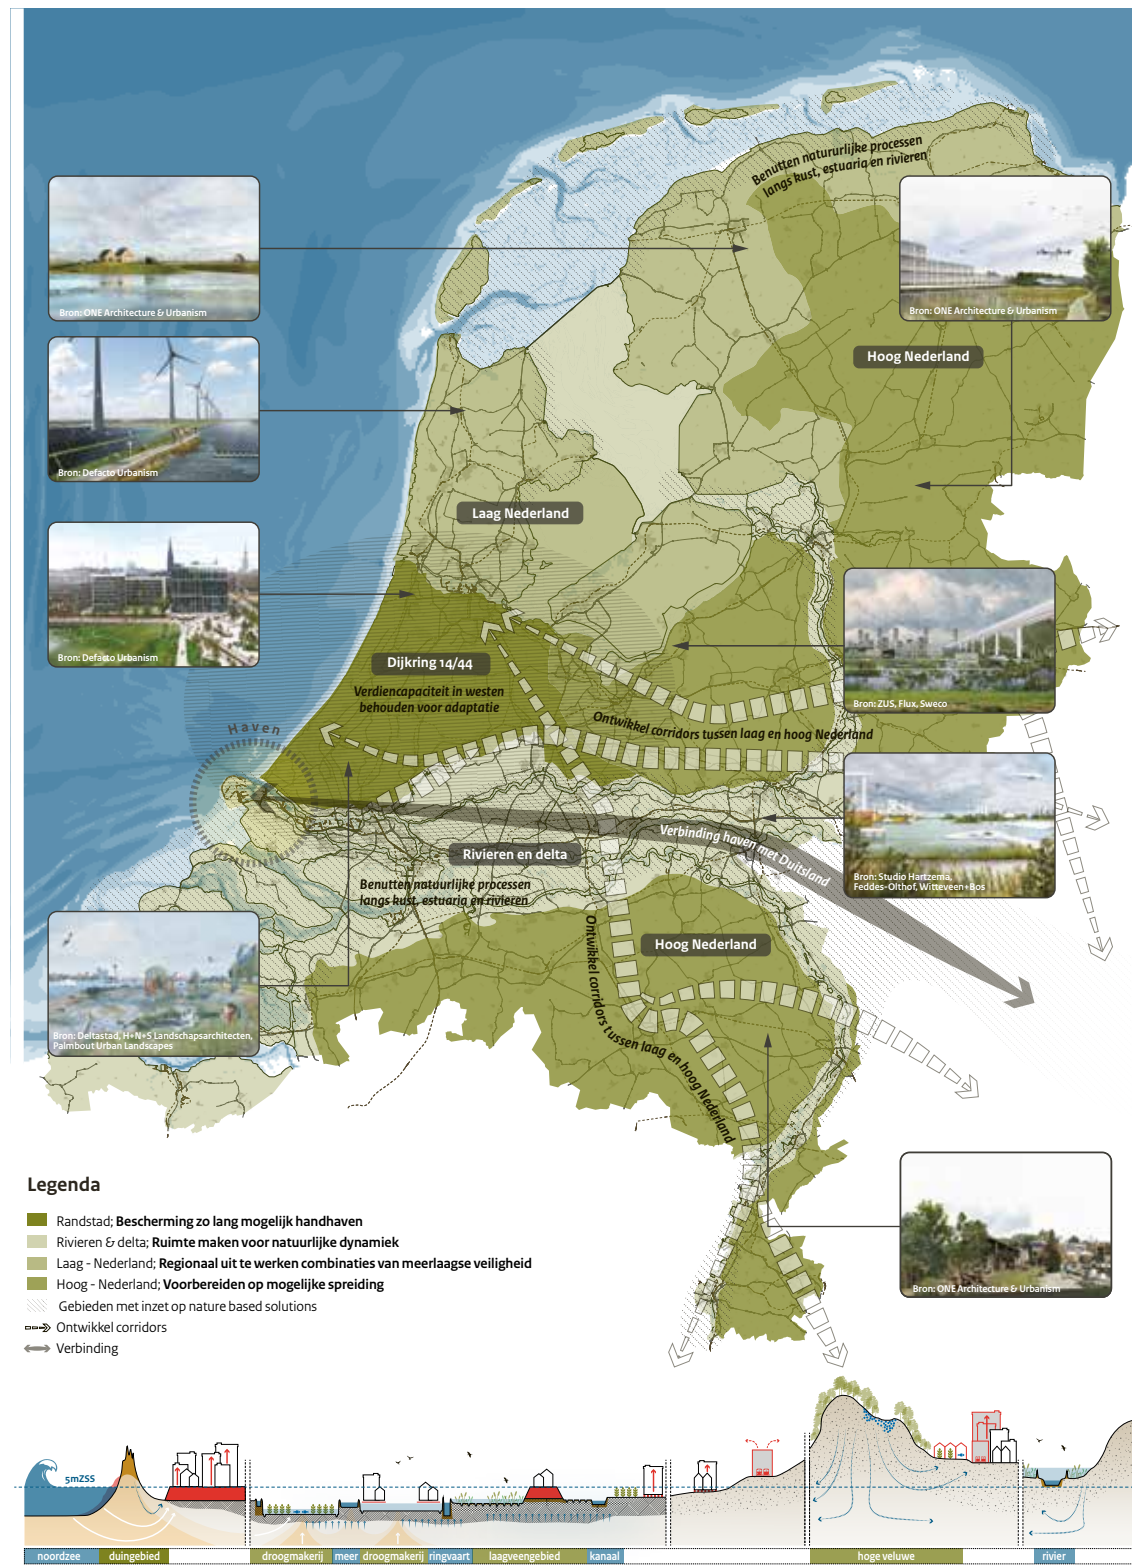 Benutten natururlijke processen
langs kust, estuaria en rivieren
Bron: ONE Architecture & Urbanism
Bron: ONE Architecture & Urbanism
Hoog Nederland
Bron: Defacto Urbanism
Laag Nederland
Bron: Defacto Urbanism
Dijkring 14/44
Verdiencapaciteit in westen
behouden voor adaptatie
Bron: ZUS, Flux, Sweco
Ontwikkel corridors tussen laag en hoog Nederland
Haven
Verbinding haven met Duitsland
Rivieren en delta
Benutten natuurlijke processen
langs kust, estuaria en rivieren
Bron: Studio Hartzema,
Feddes-Olthof, Witteveen+Bos
Hoog Nederland
Ontwikkel corridors tussen laag en hoog Nederland
Bron: Deltastad, H+N+S Landschapsarchitecten,
Palmbout Urban Landscapes
Bron: ONE Architecture & Urbanism
Legenda
Randstad; Bescherming zo lang mogelijk handhaven
Rivieren & delta; Ruimte maken voor natuurlijke dynamiek
Laag - Nederland; Regionaal uit te werken combinaties van meerlaagse veiligheid
Hoog - Nederland; Voorbereiden op mogelijke spreiding
Gebieden met inzet op nature based solutions
Ontwikkel corridors
Verbinding
5mZSS
noordzee duingebied droogmakerij meer droogmakerij ringvaart laagveengebied kanaal hoge veluwe rivier